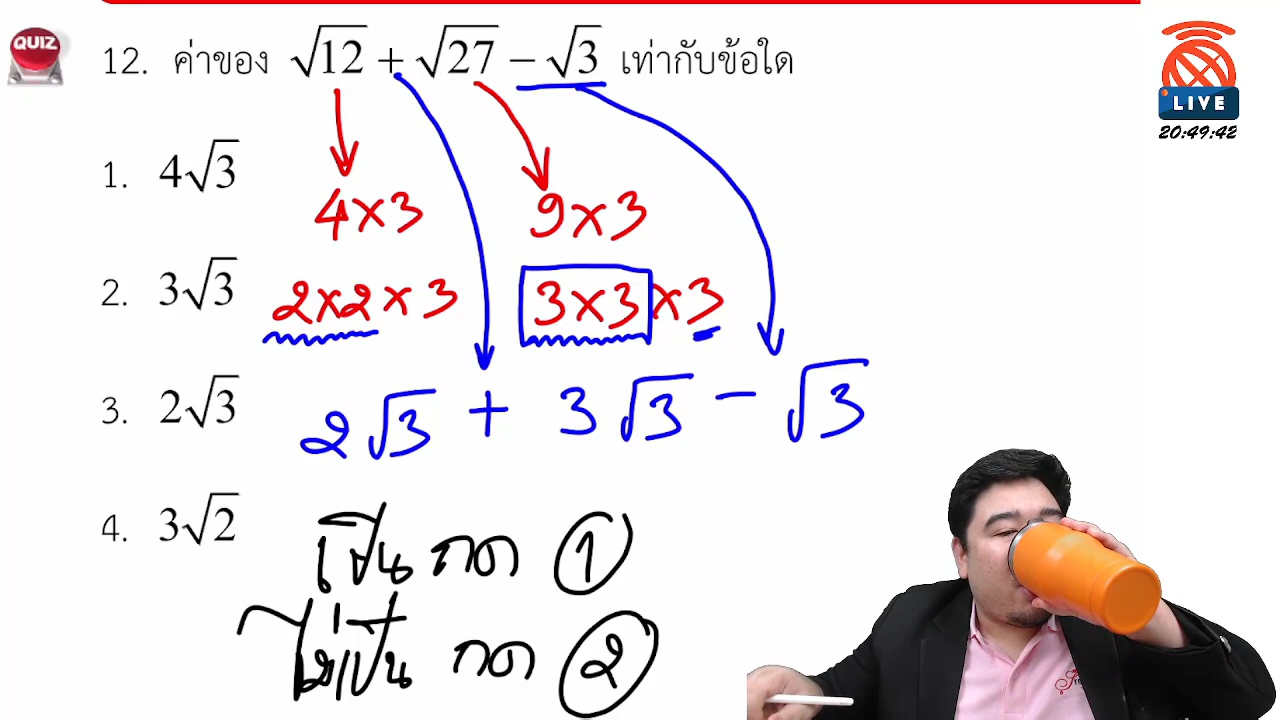 QUIZ
12. ค่าของ √12 + √27 − √3 เท่ากับข้อใด
LIVE
20:49:42
1. 4√3
4×3 9×3
2. 3√3
2×2×3 3×3×3
3. 2√3
2√3 + 3√3 − √3
4. 3√2
เป็น กด 1
ไม่เป็น กด 2